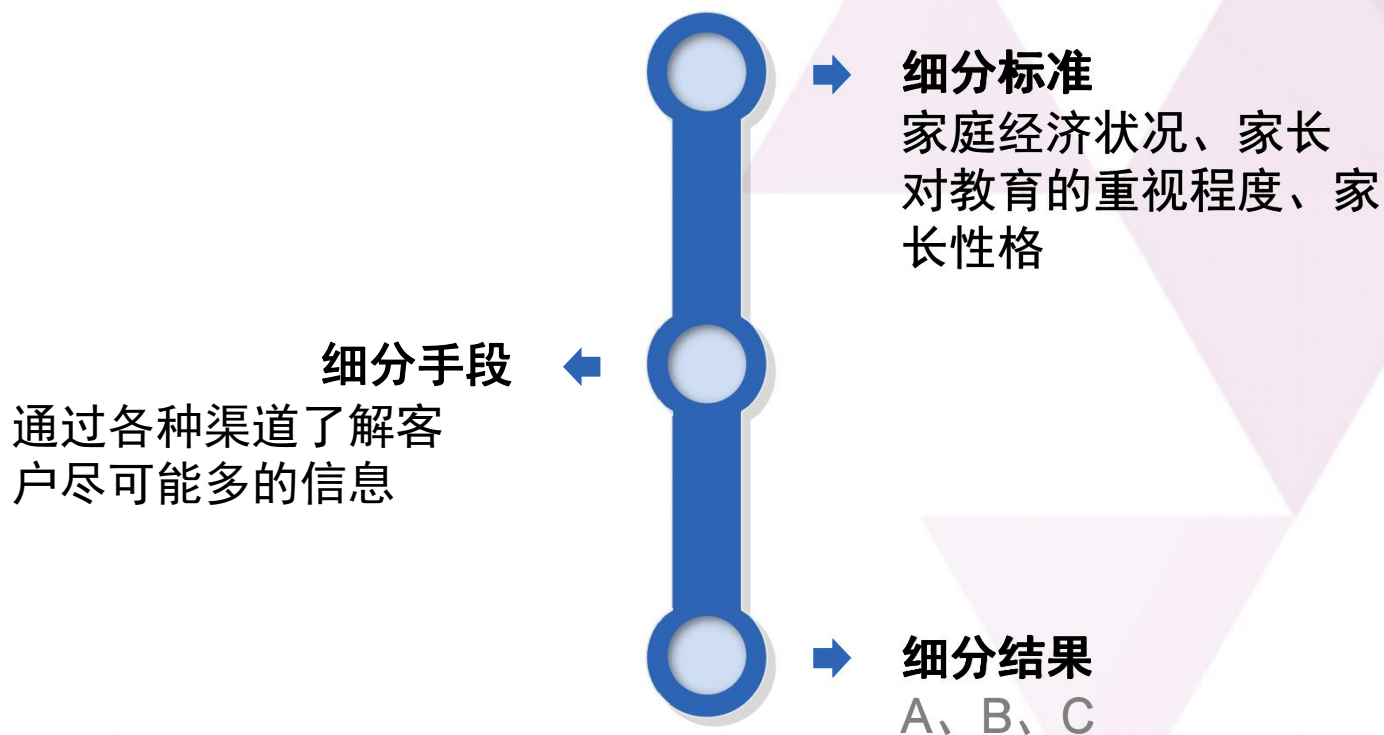 细分标准
家庭经济状况、家长
对教育的重视程度、家
长性格
细分手段
通过各种渠道了解客
户尽可能多的信息
细分结果
A、B、C